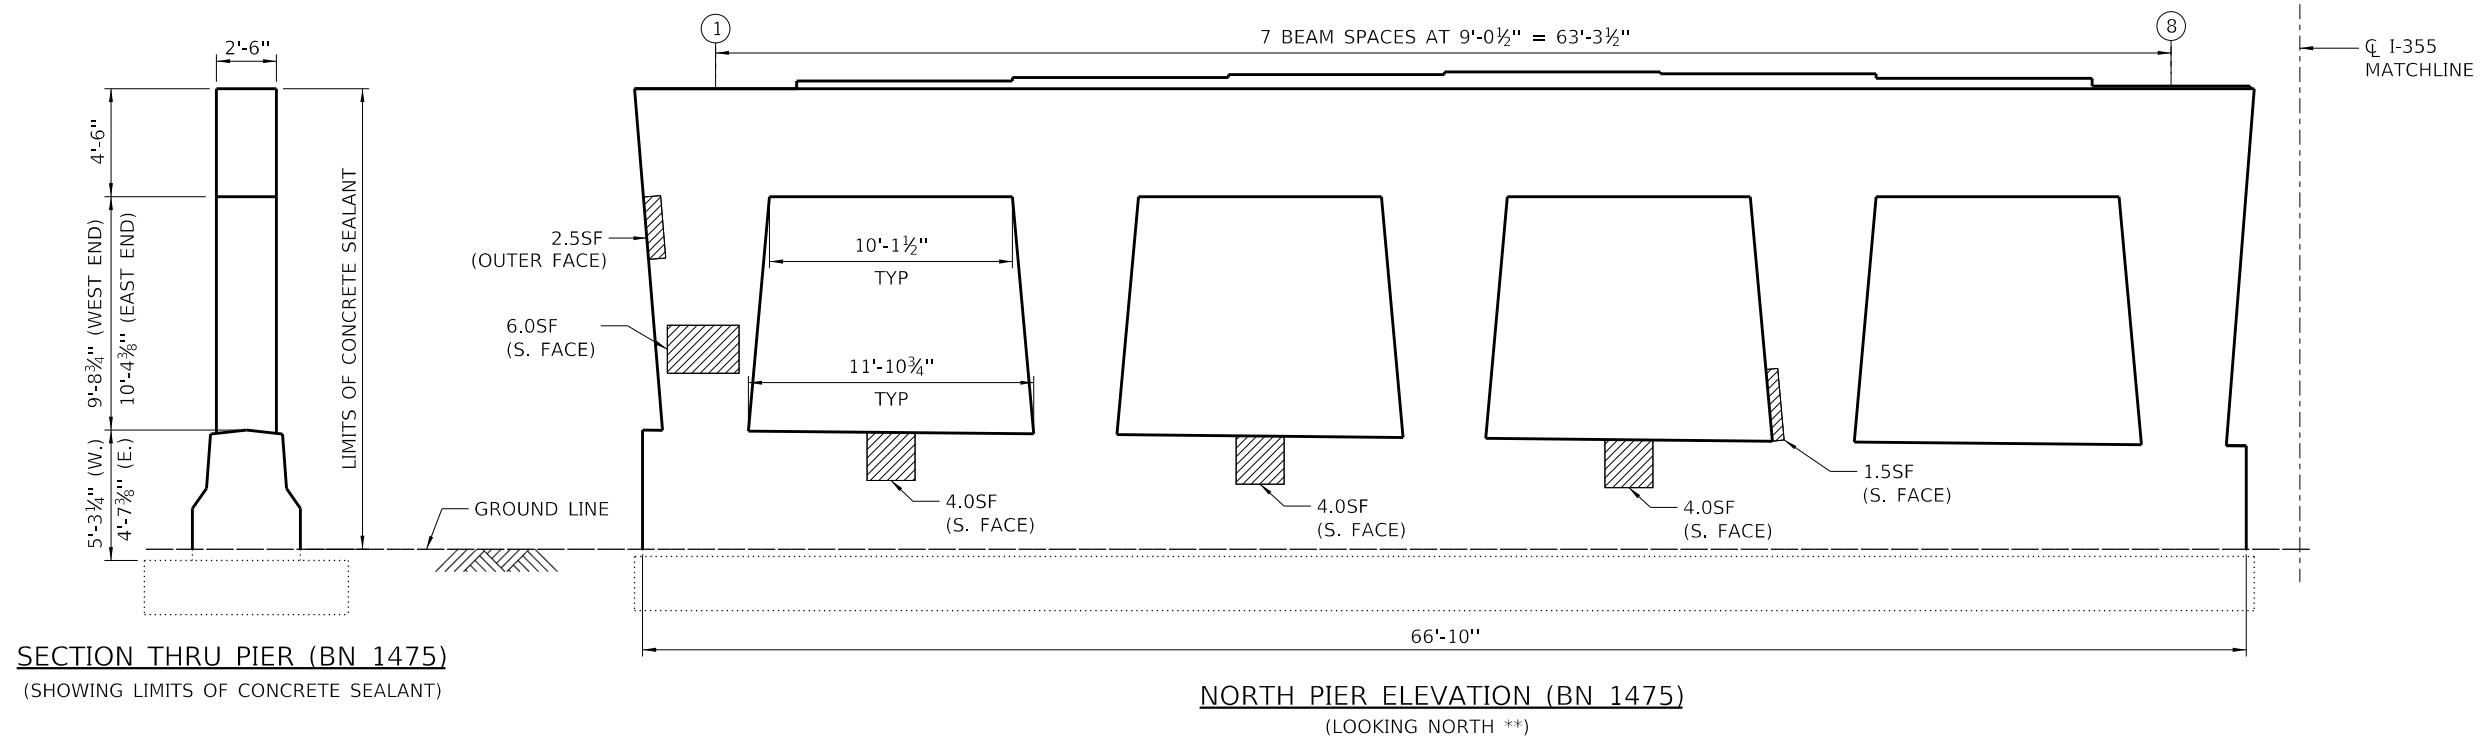 2'-6"
4'-6"
9'-8¾" (WEST END)
10'-4⅜" (EAST END)
5'-3¼" (W.)
4'-7⅞" (E.)
LIMITS OF CONCRETE SEALANT
SECTION THRU PIER (BN 1475)
(SHOWING LIMITS OF CONCRETE SEALANT)
1
7 BEAM SPACES AT 9'-0½" = 63'-3½"
8
℄ I-355
MATCHLINE
2.5SF
(OUTER FACE)
10'-1½"
TYP
6.0SF
(S. FACE)
11'-10¾"
TYP
4.0SF
(S. FACE)
4.0SF
(S. FACE)
4.0SF
(S. FACE)
1.5SF
(S. FACE)
GROUND LINE
66'-10"
NORTH PIER ELEVATION (BN 1475)
(LOOKING NORTH **)